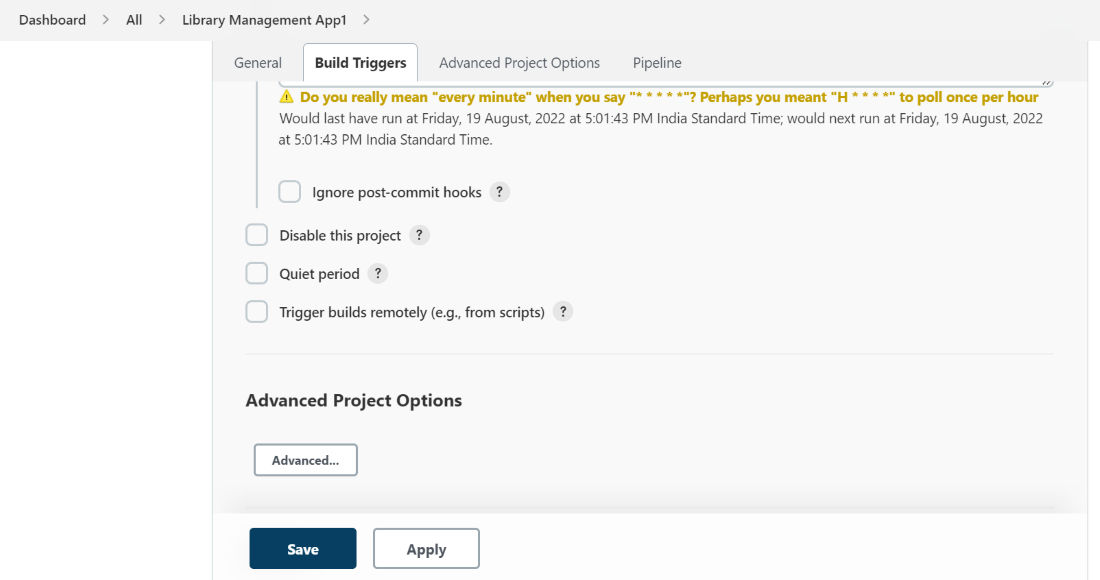 Dashboard > All > Library Management App1 >
General Build Triggers Advanced Project Options Pipeline
Do you really mean "every minute" when you say "* * * * *"? Perhaps you meant "H * * * *" to poll once per hour
Would last have run at Friday, 19 August, 2022 at 5:01:43 PM India Standard Time; would next run at Friday, 19 August, 2022
at 5:01:43 PM India Standard Time.
Ignore post-commit hooks ?
Disable this project ?
Quiet period ?
Trigger builds remotely (e.g., from scripts) ?
Advanced Project Options
Advanced...
Save Apply